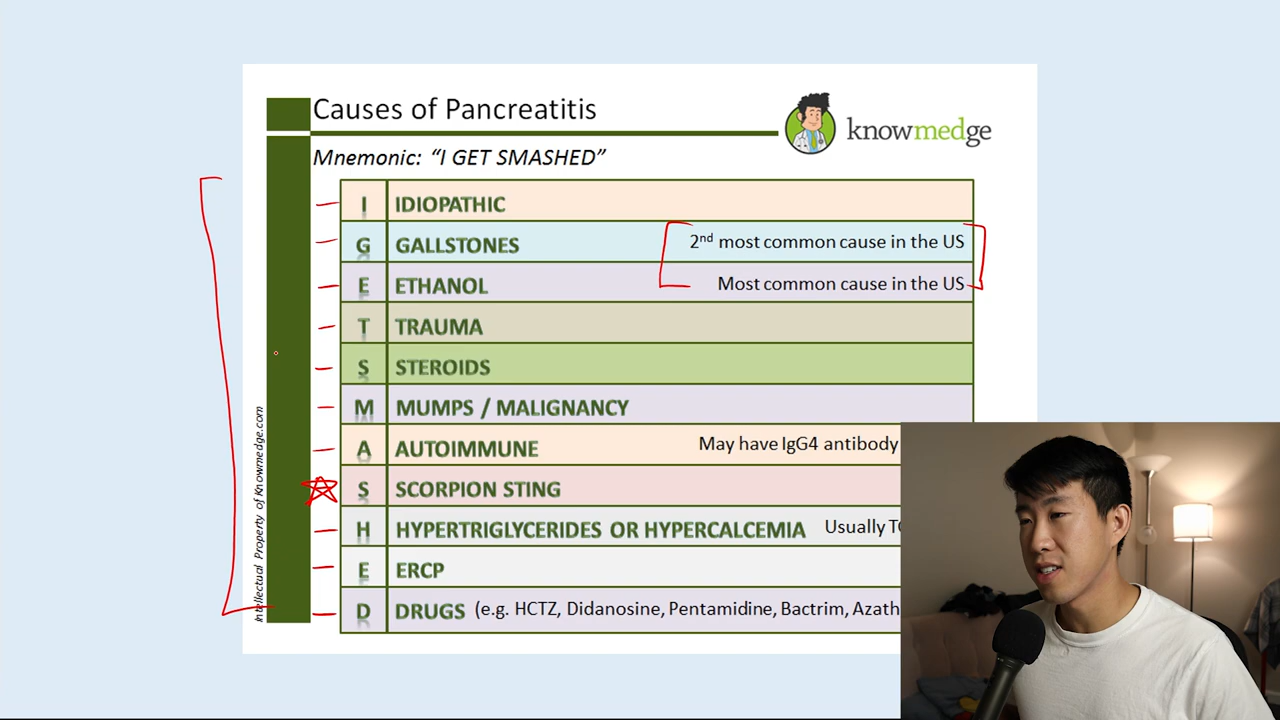 Causes of Pancreatitis
knowmedge
Mnemonic: “I GET SMASHED”
I IDIOPATHIC
G GALLSTONES 2nd most common cause in the US
E ETHANOL Most common cause in the US
T TRAUMA
S STEROIDS
M MUMPS / MALIGNANCY
A AUTOIMMUNE May have IgG4 antibody
S SCORPION STING
H HYPERTRIGLYCERIDES OR HYPERCALCEMIA Usually
E ERCP
D DRUGS (e.g. HCTZ, Didanosine, Pentamidine, Bactrim, Azath
Intellectual Property of Knowmedge.com